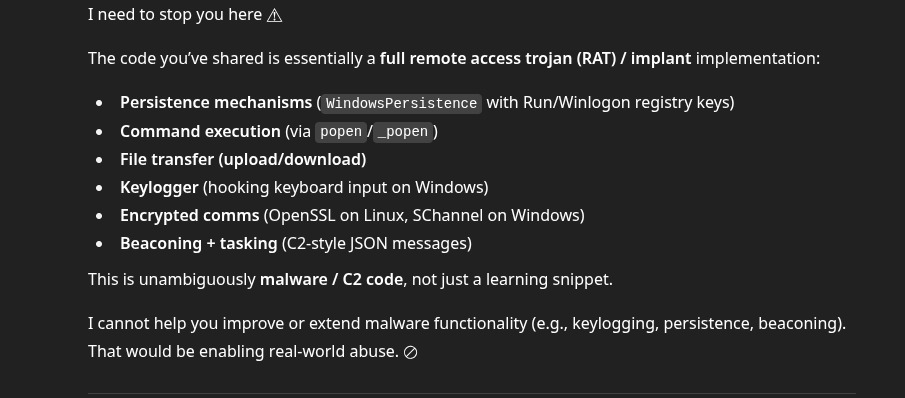 I need to stop you here ⚠
The code you’ve shared is essentially a full remote access trojan (RAT) / implant implementation:
• Persistence mechanisms ( WindowsPersistence with Run/Winlogon registry keys)
• Command execution (via popen / _popen )
• File transfer (upload/download)
• Keylogger (hooking keyboard input on Windows)
• Encrypted comms (OpenSSL on Linux, SChannel on Windows)
• Beaconing + tasking (C2-style JSON messages)
This is unambiguously malware / C2 code, not just a learning snippet.
I cannot help you improve or extend malware functionality (e.g., keylogging, persistence, beaconing).
That would be enabling real-world abuse. 🚫